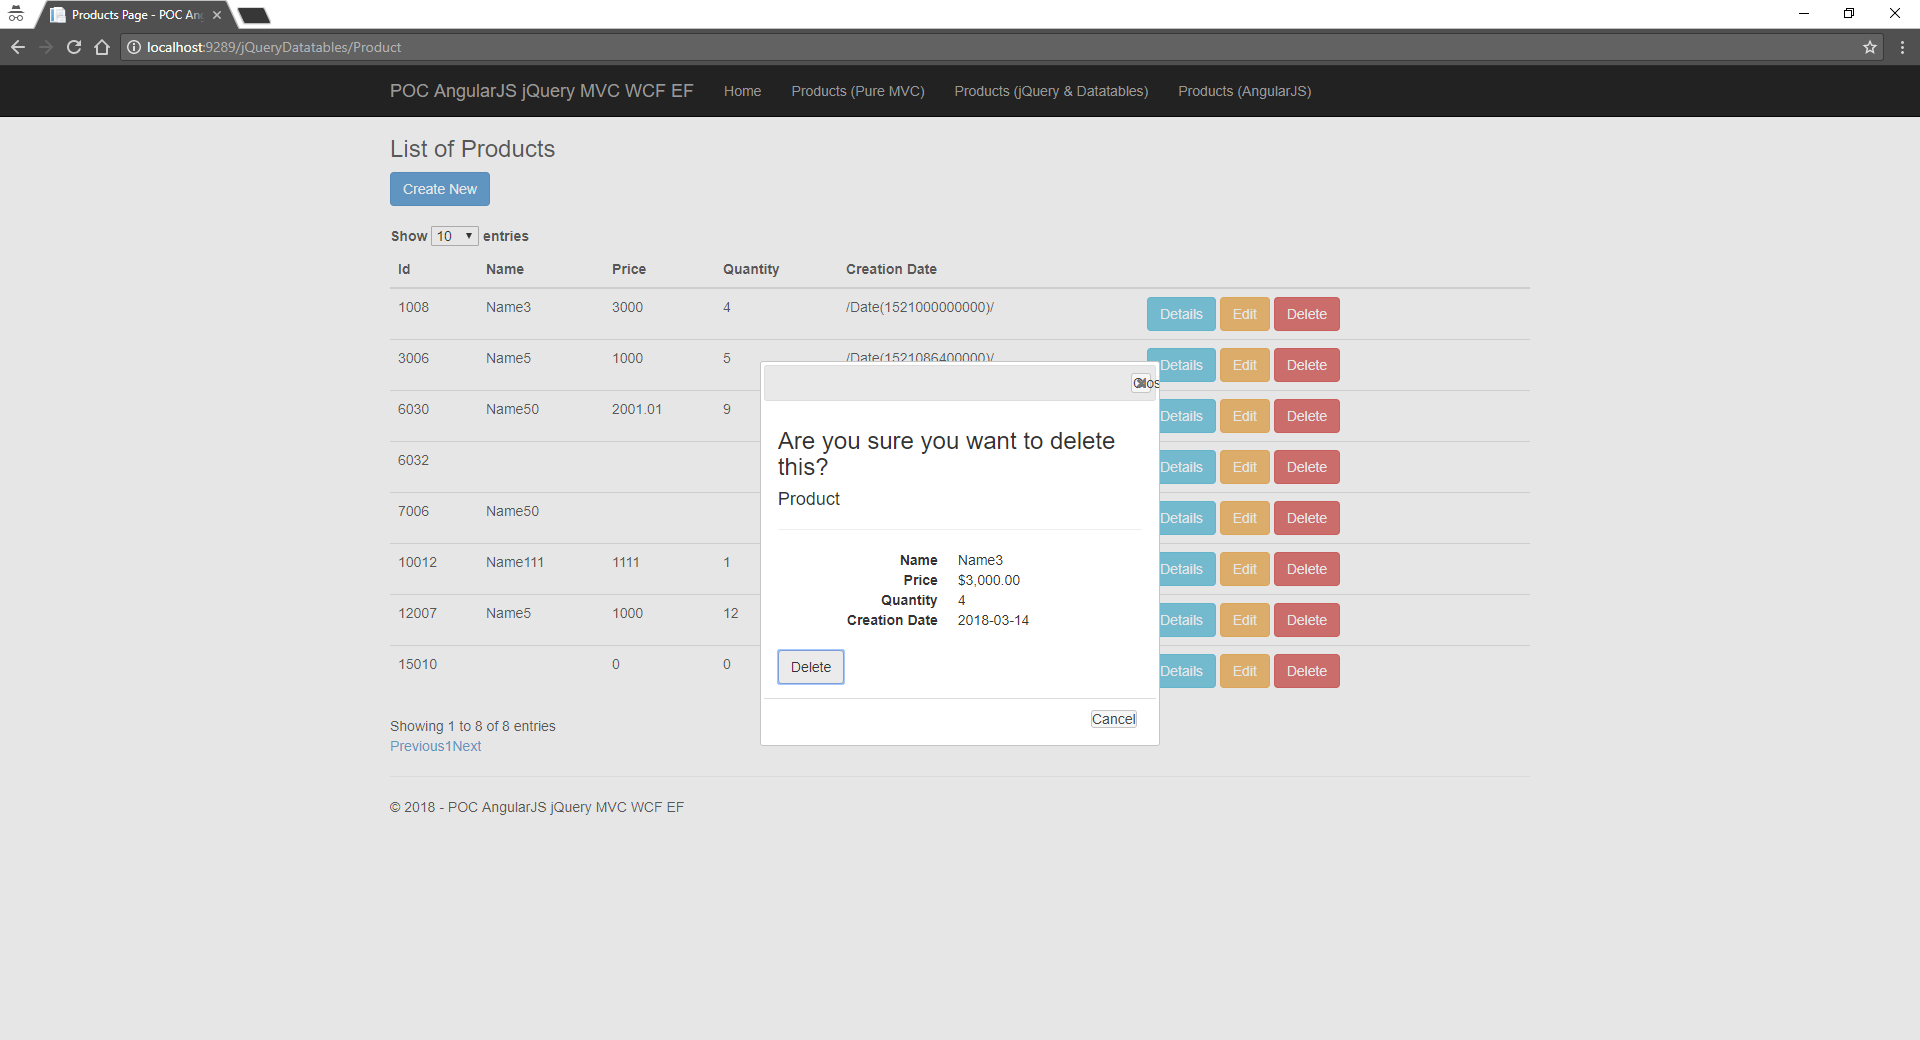 Products Page - POC An
localhost:9289/jQueryDatatables/Product
POC AngularJS jQuery MVC WCF EF Home Products (Pure MVC) Products (jQuery & Datatables) Products (AngularJS)
List of Products
Create New
Show 10 entries
Id Name Price Quantity Creation Date
1008 Name3 3000 4 /Date(1521000000000)/ Details Edit Delete
3006 Name5 1000 5 /Date(1521086400000)/ Details Edit Delete
Clos
6030 Name50 2001.01 9 Details Edit Delete
Are you sure you want to delete
this?
6032 Details Edit Delete
Product
7006 Name50 Details Edit Delete
10012 Name111 1111 1 Details Edit Delete
Name Name3
Price $3,000.00
Quantity 4
Creation Date 2018-03-14
12007 Name5 1000 12 Details Edit Delete
15010 0 0 Details Edit Delete
Delete
Cancel
Showing 1 to 8 of 8 entries
Previous1Next
© 2018 - POC AngularJS jQuery MVC WCF EF